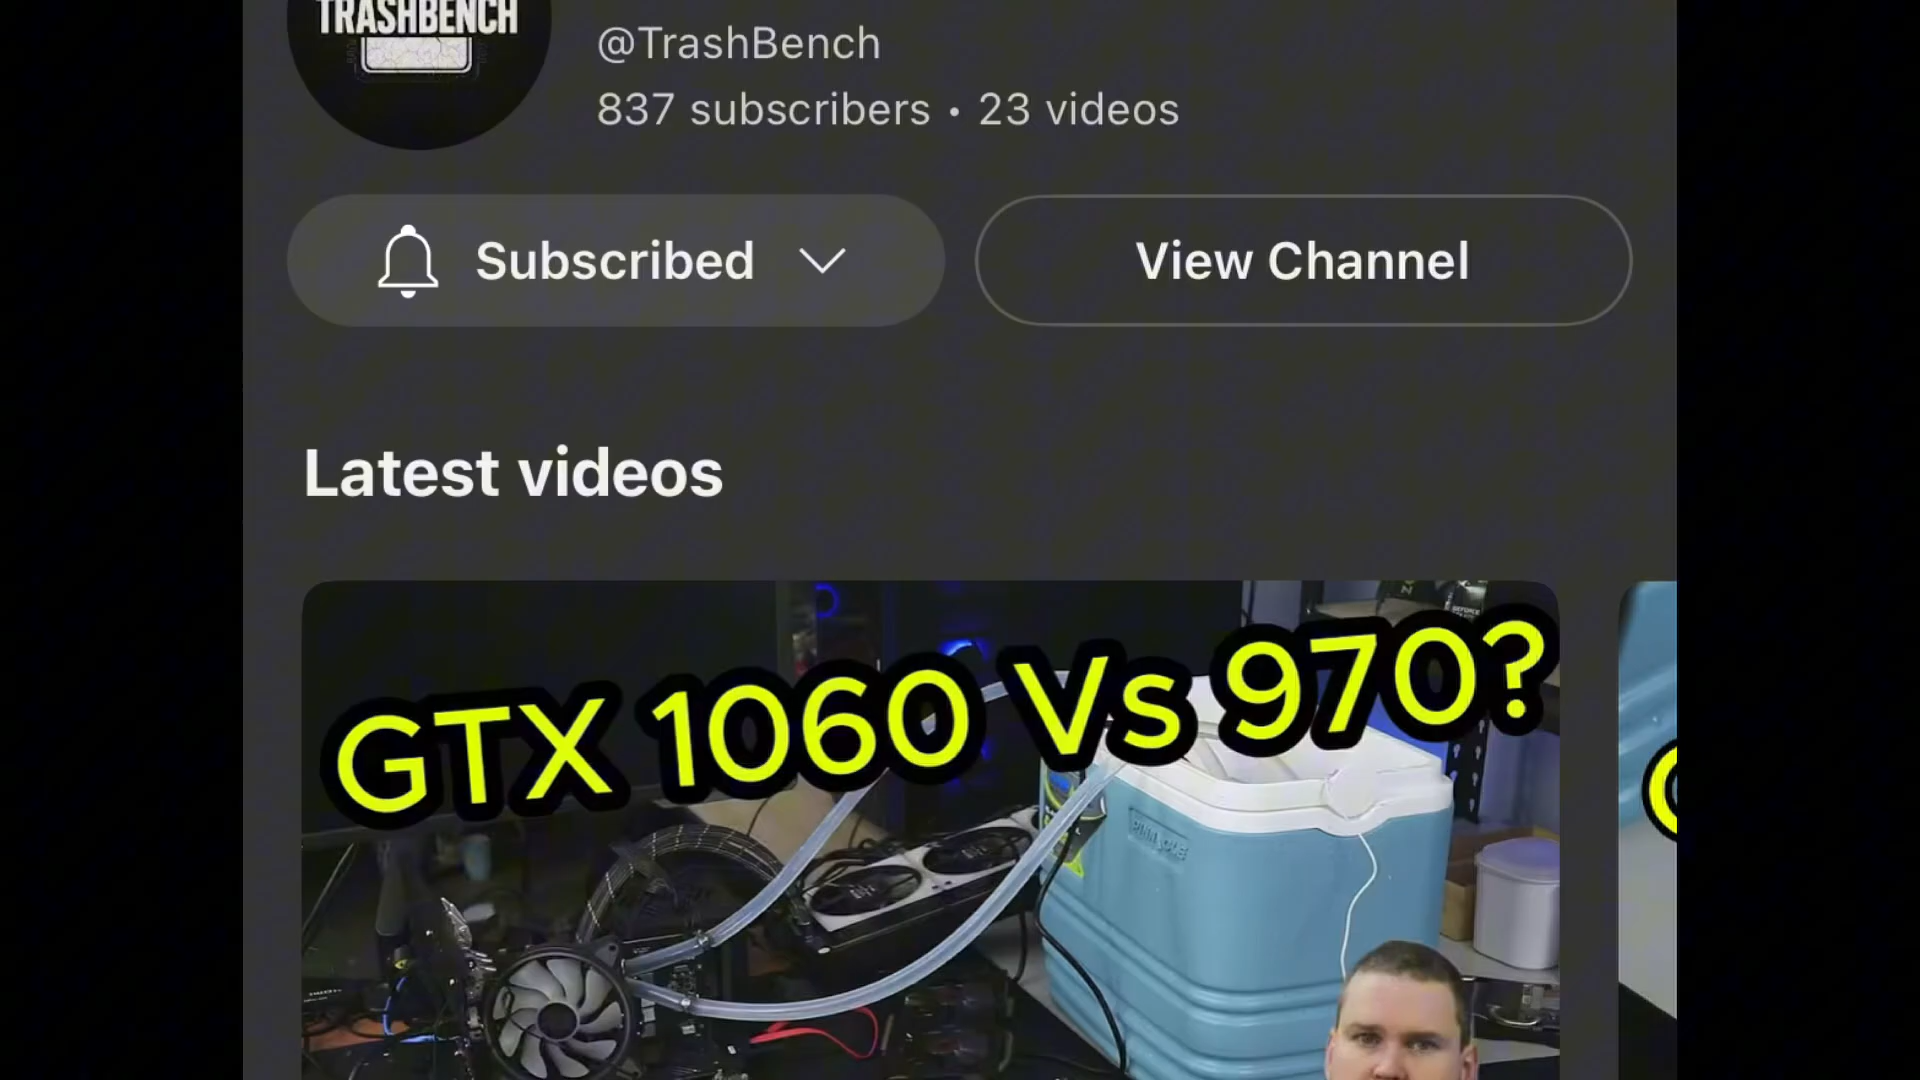 TRASHBENCH
@TrashBench
837 subscribers • 23 videos
Subscribed
View Channel
Latest videos
GTX 1060 Vs 970?